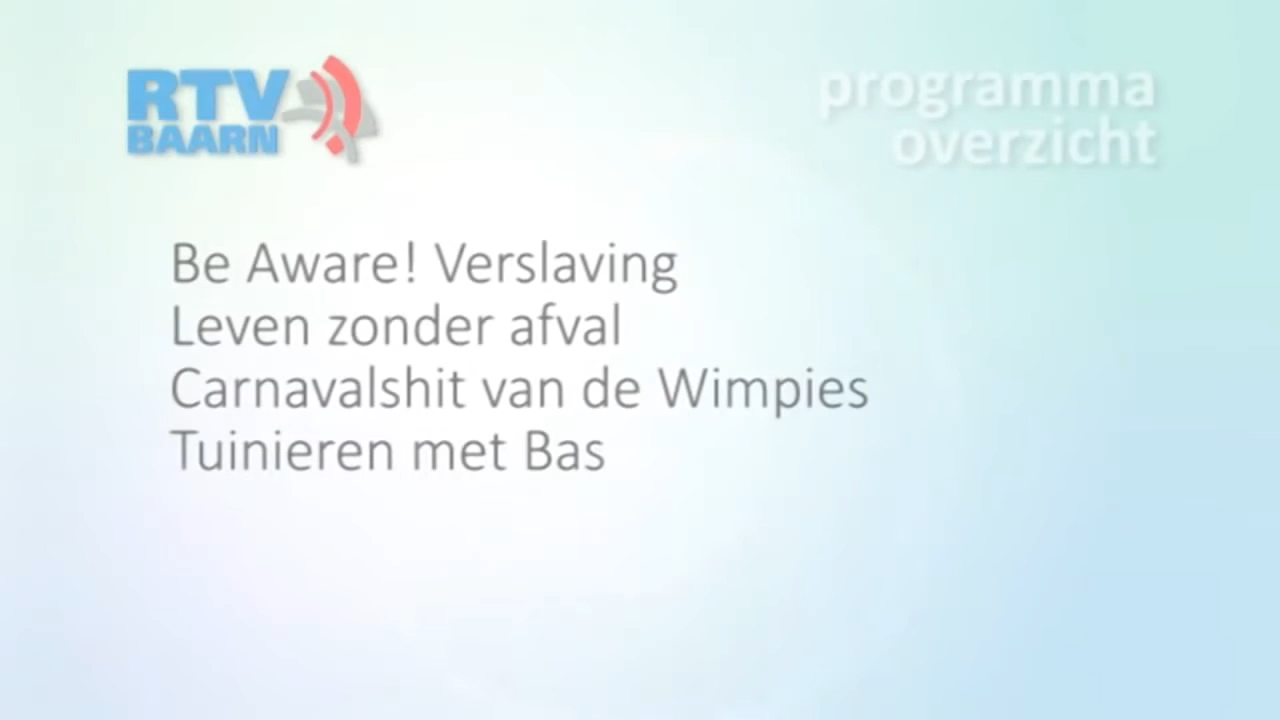 RTV
BAARN
programma
overzicht
Be Aware! Verslaving
Leven zonder afval
Carnavalshit van de Wimpies
Tuinieren met Bas